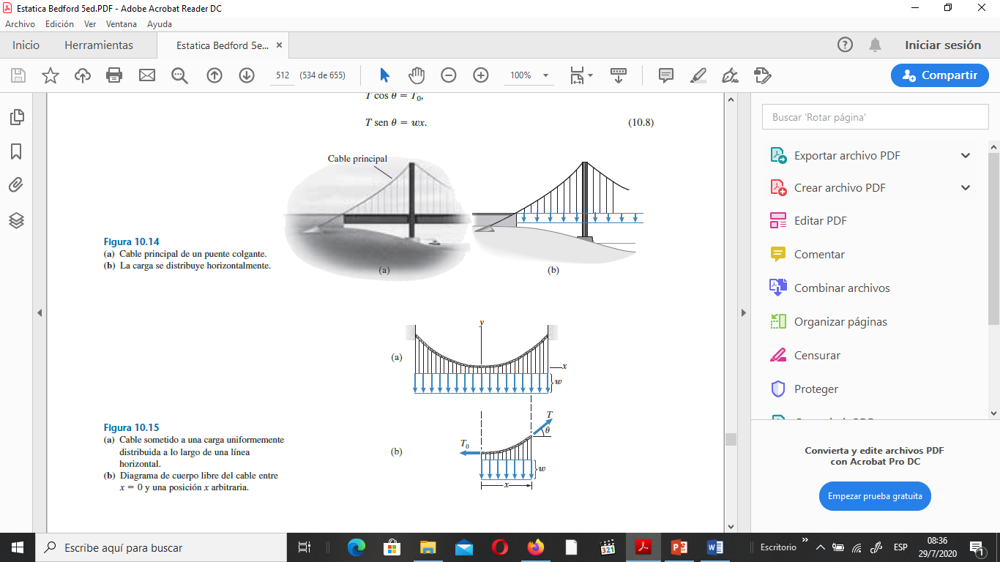 Estatica Bedford 5ed.PDF - Adobe Acrobat Reader DC
Archivo Edición Ver Ventana Ayuda
Inicio Herramientas Estatica Bedford 5e... ×
Iniciar sesión
512 (534 de 655) 100% Compartir
T cos θ = T₀,
T sen θ = wx. (10.8)
Cable principal
Figura 10.14
(a) Cable principal de un puente colgante.
(b) La carga se distribuye horizontalmente.
(a)
(b)
y
(a)
x
w
Figura 10.15
(a) Cable sometido a una carga uniformemente
distribuida a lo largo de una línea
horizontal.
(b) Diagrama de cuerpo libre del cable entre
x = 0 y una posición x arbitraria.
T
θ
T₀
(b)
w
x
Buscar 'Rotar página'
Exportar archivo PDF
Crear archivo PDF
Editar PDF
Comentar
Combinar archivos
Organizar páginas
Censurar
Proteger
Convierta y edite archivos PDF
con Acrobat Pro DC
Empezar prueba gratuita
Escribe aquí para buscar
321
Escritorio
ESP
08:36
29/7/2020
1